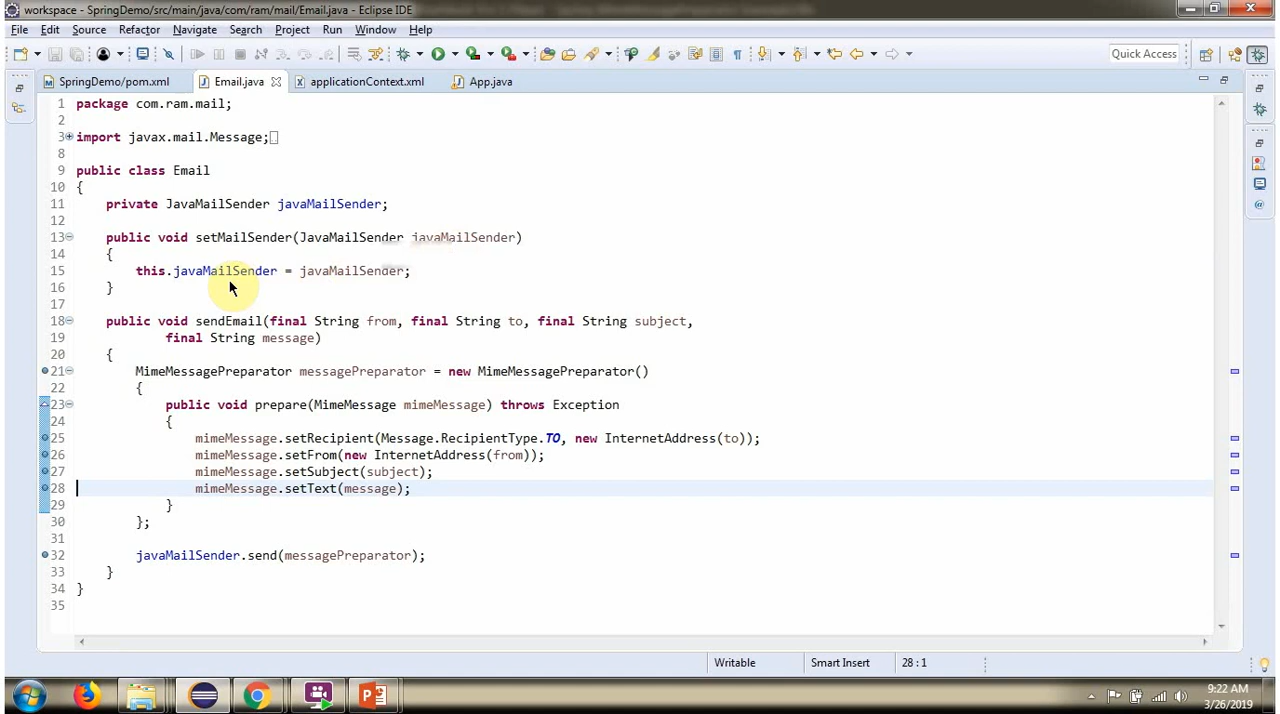 workspace - SpringDemo/src/main/java/com/ram/mail/Email.java - Eclipse IDE
File Edit Source Refactor Navigate Search Project Run Window Help
Quick Access
SpringDemo/pom.xml Email.java applicationContext.xml App.java
1 package com.ram.mail;
2
3 import javax.mail.Message;
8
9 public class Email
10 {
11 private JavaMailSender javaMailSender;
12
13 public void setMailSender(JavaMailSender javaMailSender)
14 {
15 this.javaMailSender = javaMailSender;
16 }
17
18 public void sendEmail(final String from, final String to, final String subject,
19 final String message)
20 {
21 MimeMessagePreparator messagePreparator = new MimeMessagePreparator()
22 {
23 public void prepare(MimeMessage mimeMessage) throws Exception
24 {
25 mimeMessage.setRecipient(Message.RecipientType.TO, new InternetAddress(to));
26 mimeMessage.setFrom(new InternetAddress(from));
27 mimeMessage.setSubject(subject);
28 mimeMessage.setText(message);
29 }
30 };
31
32 javaMailSender.send(messagePreparator);
33 }
34 }
35
Writable Smart Insert 28 : 1
9:22 AM
3/26/2019